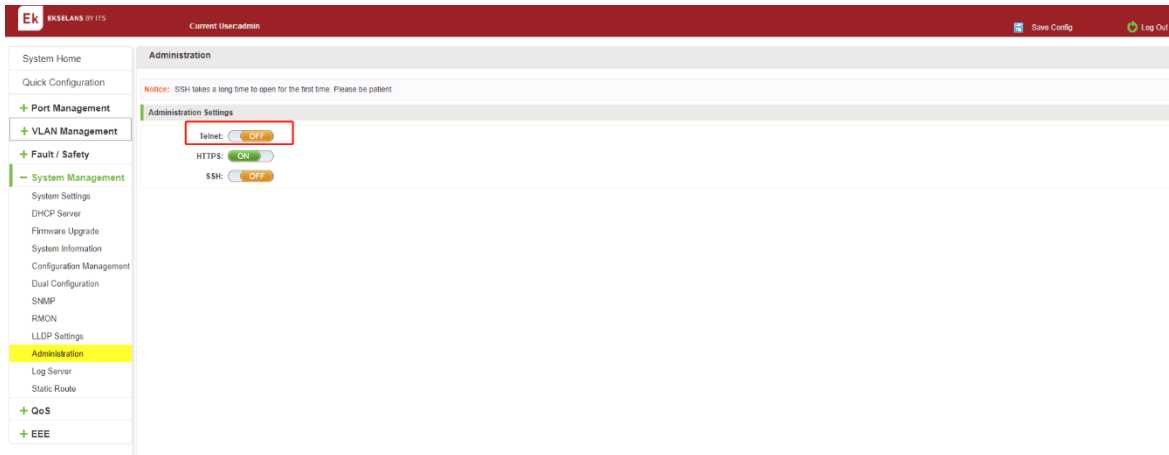 Ek EKSELANS BY ITS
Current User:admin
Save Config
Log Out
System Home
Quick Configuration
+ Port Management
+ VLAN Management
+ Fault / Safety
− System Management
System Settings
DHCP Server
Firmware Upgrade
System Information
Configuration Management
Dual Configuration
SNMP
RMON
LLDP Settings
Administration
Log Server
Static Route
+ QoS
+ EEE
Administration
Notice: SSH takes a long time to open for the first time. Please be patient
Administration Settings
Telnet: OFF
HTTPS: ON
SSH: OFF